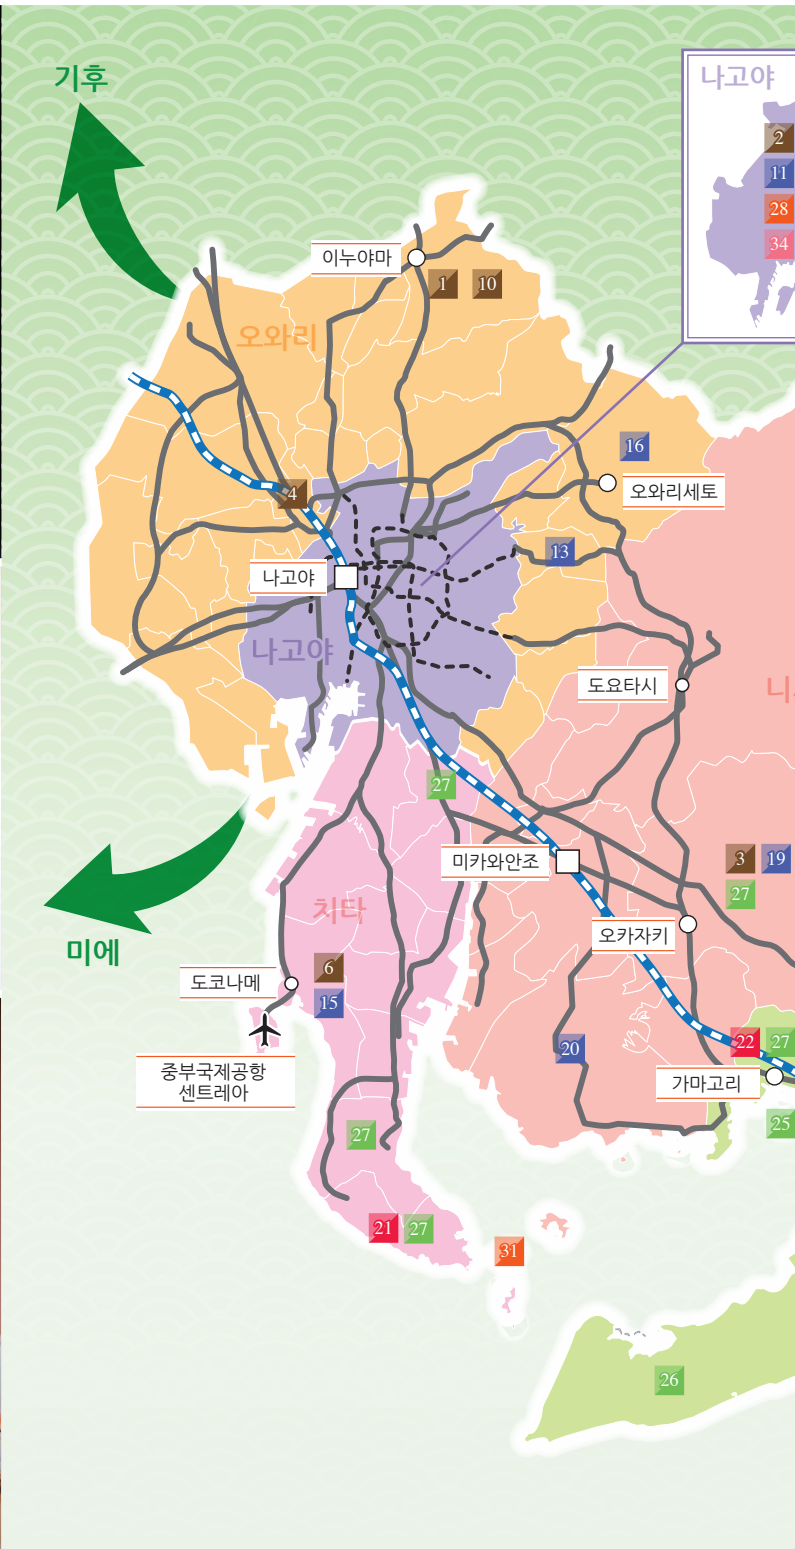 기후
나고야
2
11
28
34
이누야마
1
10
오와리
16
4
오와리세토
13
나고야
나고야
도요타시
27
미카와안조
3
19
27
치타
오카자키
6
도코나메
15
22
27
20
중부국제공항
센트레아
가마고리
미에
25
27
21
27
31
26